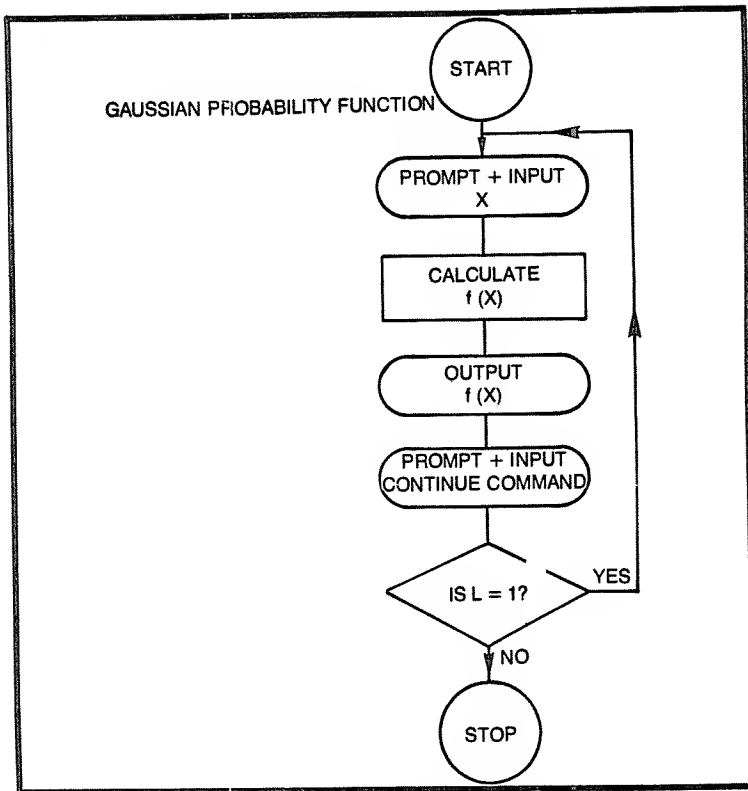 START
GAUSSIAN PROBABILITY FUNCTION
PROMPT + INPUT
X
CALCULATE
f (X)
OUTPUT
f (X)
PROMPT + INPUT
CONTINUE COMMAND
IS L = 1?
YES
NO
STOP